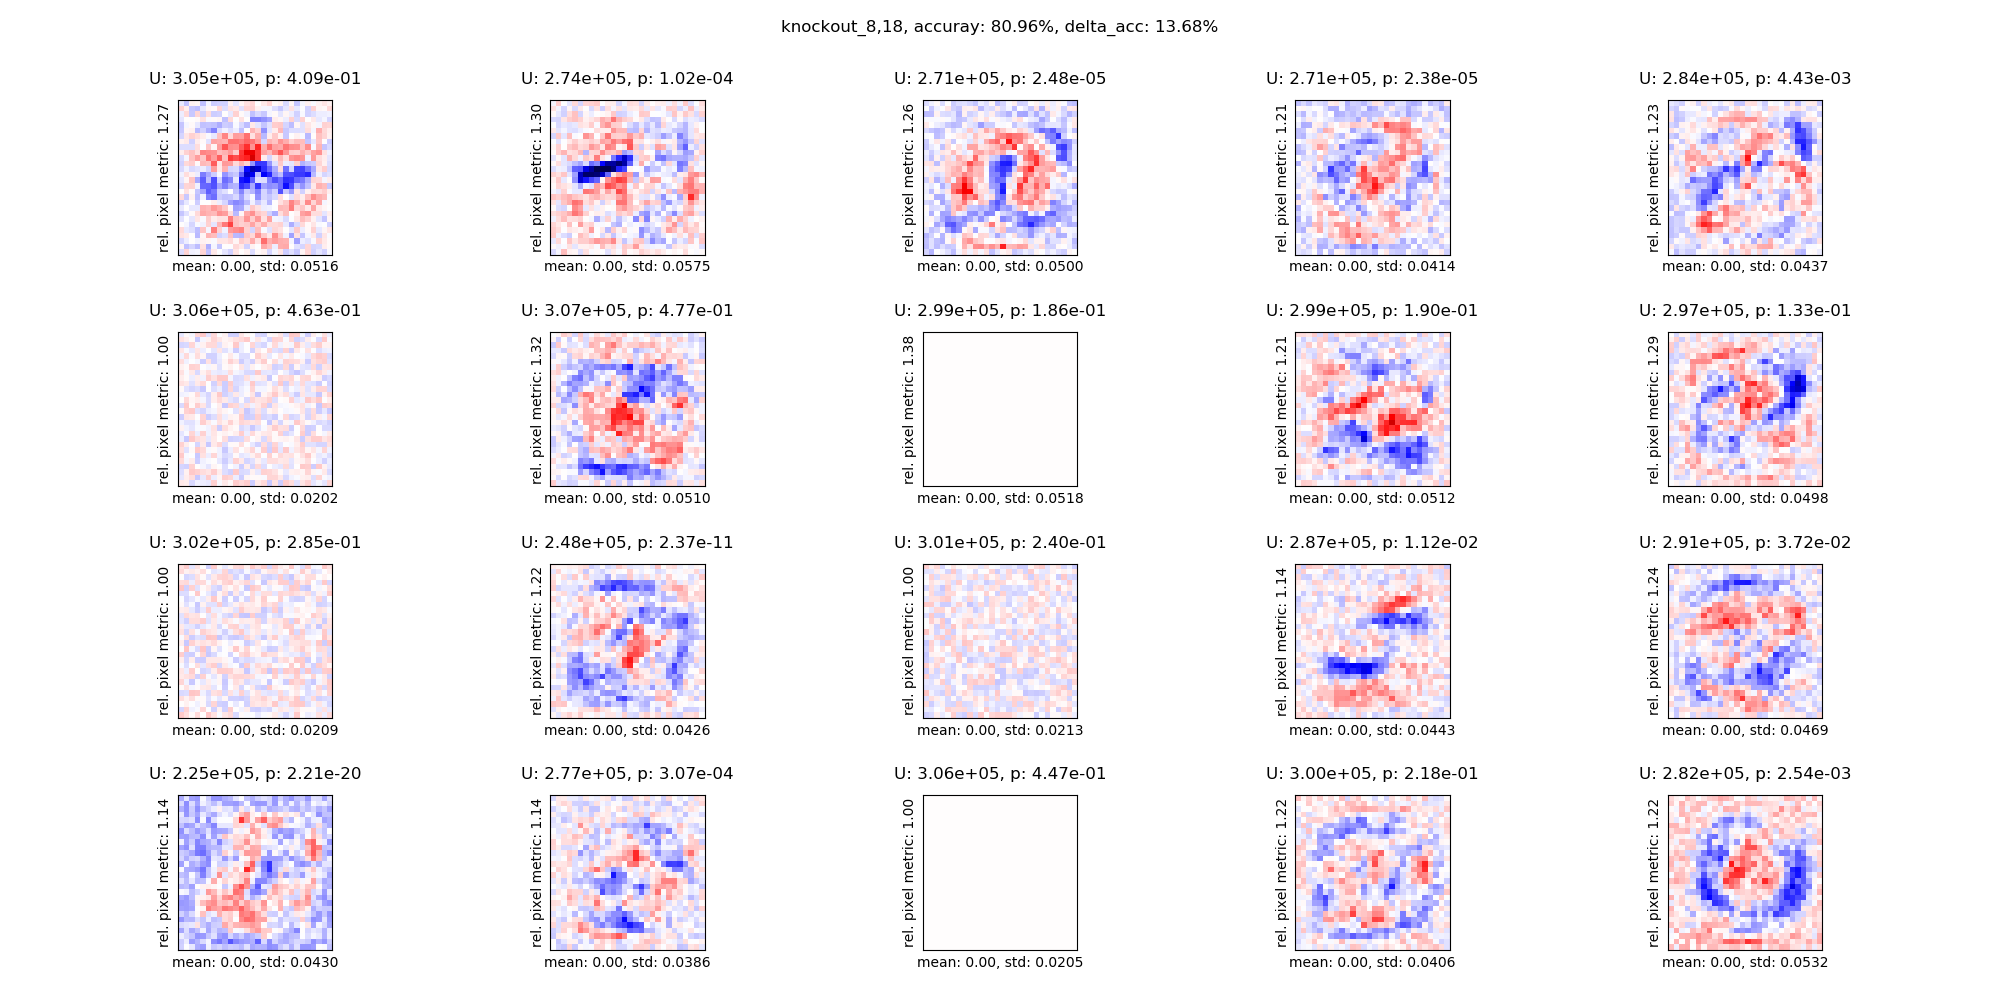 knockout_8,18, accuray: 80.96%, delta_acc: 13.68%
U: 3.05e+05, p: 4.09e-01
rel. pixel metric: 1.27
mean: 0.00, std: 0.0516
U: 2.74e+05, p: 1.02e-04
rel. pixel metric: 1.30
mean: 0.00, std: 0.0575
U: 2.71e+05, p: 2.48e-05
rel. pixel metric: 1.26
mean: 0.00, std: 0.0500
U: 2.71e+05, p: 2.38e-05
rel. pixel metric: 1.21
mean: 0.00, std: 0.0414
U: 2.84e+05, p: 4.43e-03
rel. pixel metric: 1.23
mean: 0.00, std: 0.0437
U: 3.06e+05, p: 4.63e-01
rel. pixel metric: 1.00
mean: 0.00, std: 0.0202
U: 3.07e+05, p: 4.77e-01
rel. pixel metric: 1.32
mean: 0.00, std: 0.0510
U: 2.99e+05, p: 1.86e-01
rel. pixel metric: 1.38
mean: 0.00, std: 0.0518
U: 2.99e+05, p: 1.90e-01
rel. pixel metric: 1.21
mean: 0.00, std: 0.0512
U: 2.97e+05, p: 1.33e-01
rel. pixel metric: 1.29
mean: 0.00, std: 0.0498
U: 3.02e+05, p: 2.85e-01
rel. pixel metric: 1.00
mean: 0.00, std: 0.0209
U: 2.48e+05, p: 2.37e-11
rel. pixel metric: 1.22
mean: 0.00, std: 0.0426
U: 3.01e+05, p: 2.40e-01
rel. pixel metric: 1.00
mean: 0.00, std: 0.0213
U: 2.87e+05, p: 1.12e-02
rel. pixel metric: 1.14
mean: 0.00, std: 0.0443
U: 2.91e+05, p: 3.72e-02
rel. pixel metric: 1.24
mean: 0.00, std: 0.0469
U: 2.25e+05, p: 2.21e-20
rel. pixel metric: 1.14
mean: 0.00, std: 0.0430
U: 2.77e+05, p: 3.07e-04
rel. pixel metric: 1.14
mean: 0.00, std: 0.0386
U: 3.06e+05, p: 4.47e-01
rel. pixel metric: 1.00
mean: 0.00, std: 0.0205
U: 3.00e+05, p: 2.18e-01
rel. pixel metric: 1.22
mean: 0.00, std: 0.0406
U: 2.82e+05, p: 2.54e-03
rel. pixel metric: 1.22
mean: 0.00, std: 0.0532